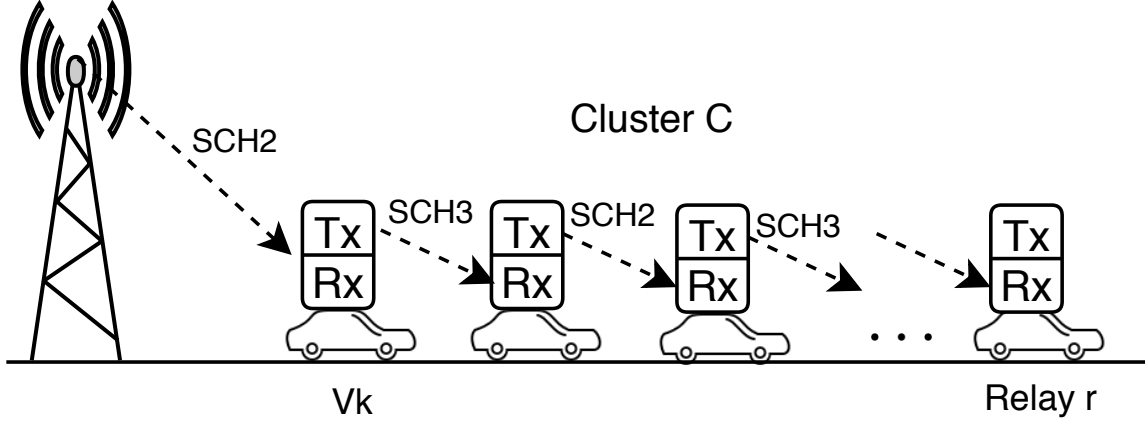 Cluster C
SCH2
SCH3
SCH2
SCH3
Tx
Tx
Tx
Tx
Rx
Rx
Rx
Rx
. . .
Vk
Relay r